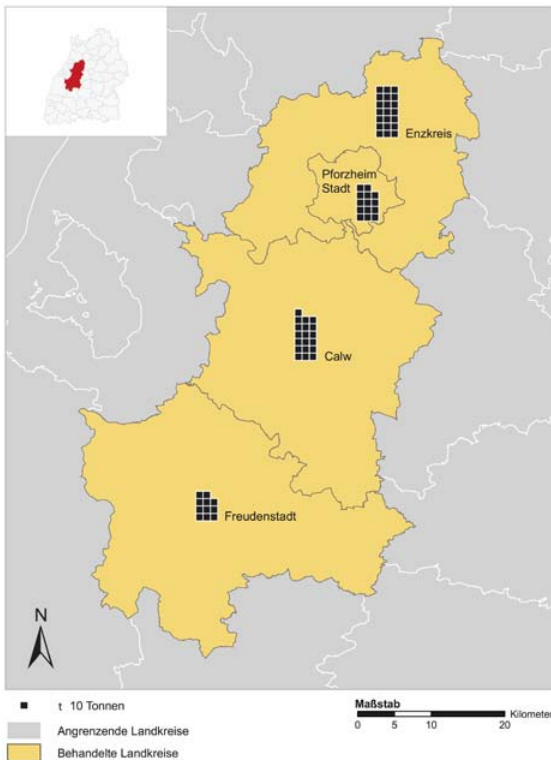 Enzkreis
Pforzheim
Stadt
Calw
Freudenstadt
N
t 10 Tonnen
Angrenzende Landkreise
Behandelte Landkreise
Maßstab
Kilometer
0 5 10 20